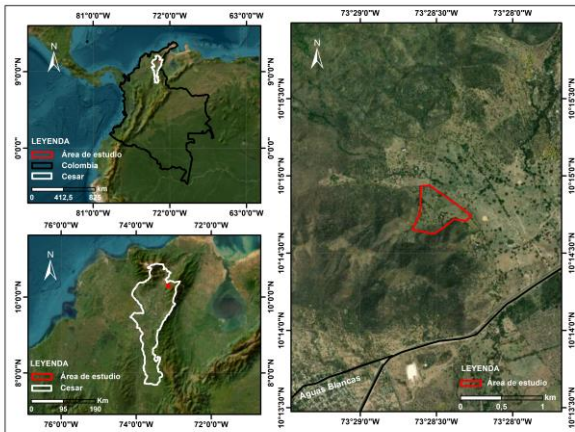 81°0'0"W
72°0'0"W
63°0'0"W
N
9°0'0"N
0°0'0"
9°0'0"N
0°0'0"
LEYENDA
Área de estudio
Colombia
Cesar
km
0
412,5
825
81°0'0"W
72°0'0"W
63°0'0"W
76°0'0"W
74°0'0"W
72°0'0"W
N
10°0'0"N
8°0'0"N
10°0'0"N
8°0'0"N
LEYENDA
Área de estudio
Cesar
Km
0
95
190
76°0'0"W
74°0'0"W
72°0'0"W
73°29'0"W
73°28'30"W
73°28'0"W
N
10°15'30"N
10°15'0"N
10°14'30"N
10°14'0"N
10°13'30"N
10°15'30"N
10°15'0"N
10°14'30"N
10°14'0"N
10°13'30"N
Aguas Blancas
LEYENDA
Área de estudio
km
0
0,5
1
73°29'0"W
73°28'30"W
73°28'0"W